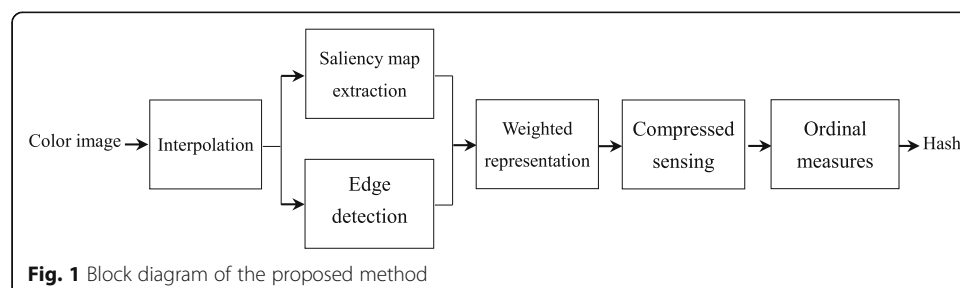 Color image
Interpolation
Saliency map
extraction
Edge
detection
Weighted
representation
Compressed
sensing
Ordinal
measures
Hash
Fig. 1 Block diagram of the proposed method